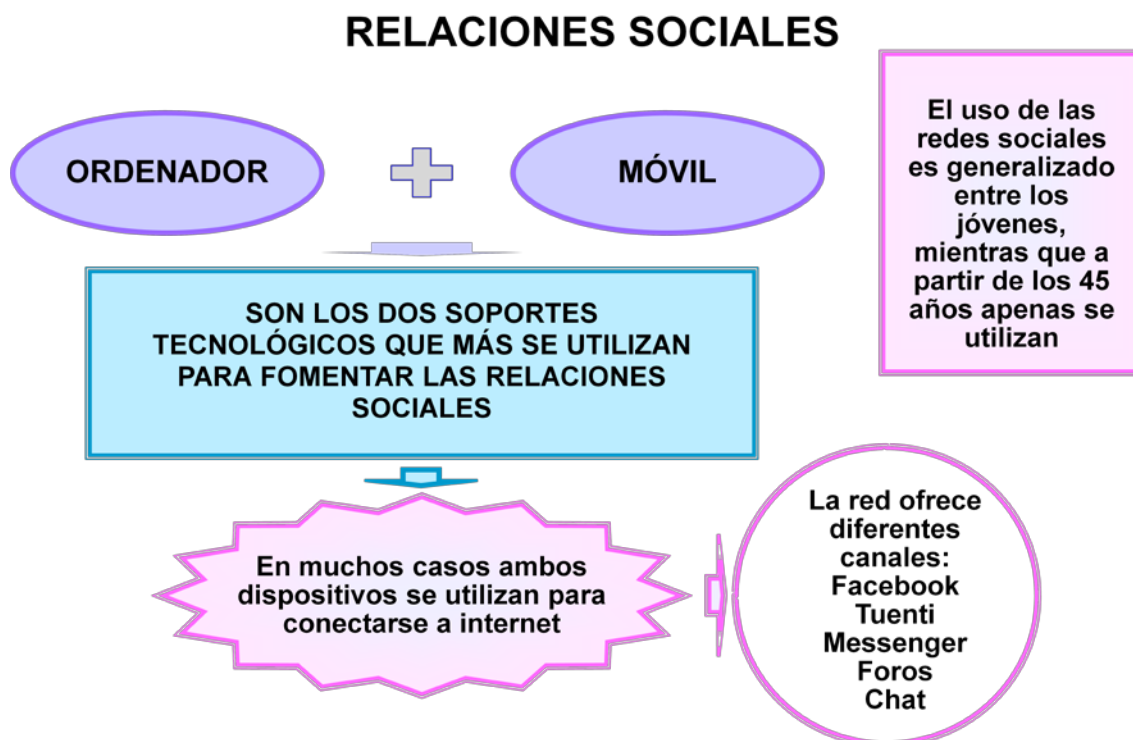 RELACIONES SOCIALES
ORDENADOR
MÓVIL
El uso de las
redes sociales
es generalizado
entre los
jóvenes,
mientras que a
partir de los 45
años apenas se
utilizan
SON LOS DOS SOPORTES
TECNOLÓGICOS QUE MÁS SE UTILIZAN
PARA FOMENTAR LAS RELACIONES
SOCIALES
En muchos casos ambos
dispositivos se utilizan para
conectarse a internet
La red ofrece
diferentes
canales:
Facebook
Tuenti
Messenger
Foros
Chat